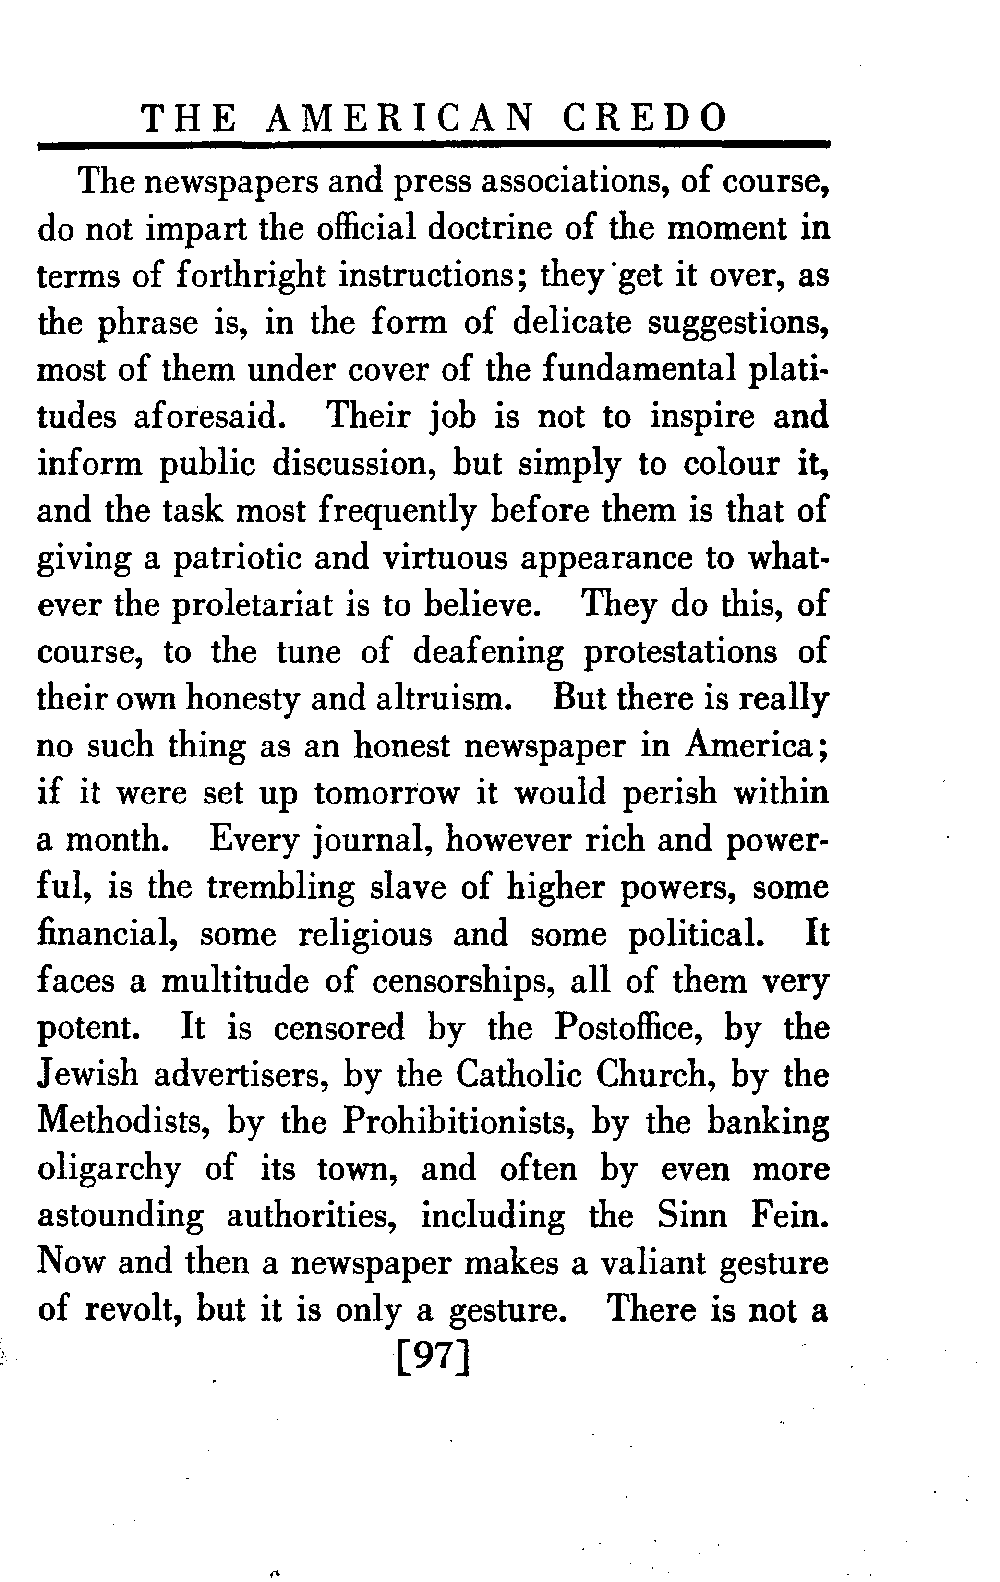 THE AMERICAN CREDO
The newspapers and press associations, of course,
do not impart the official doctrine of the moment in
terms of forthright instructions; they get it over, as
the phrase is, in the form of delicate suggestions,
most of them under cover of the fundamental plati-
tudes aforesaid. Their job is not to inspire and
inform public discussion, but simply to colour it,
and the task most frequently before them is that of
giving a patriotic and virtuous appearance to what-
ever the proletariat is to believe. They do this, of
course, to the tune of deafening protestations of
their own honesty and altruism. But there is really
no such thing as an honest newspaper in America;
if it were set up tomorrow it would perish within
a month. Every journal, however rich and power-
ful, is the trembling slave of higher powers, some
financial, some religious and some political. It
faces a multitude of censorships, all of them very
potent. It is censored by the Postoffice, by the
Jewish advertisers, by the Catholic Church, by the
Methodists, by the Prohibitionists, by the banking
oligarchy of its town, and often by even more
astounding authorities, including the Sinn Fein.
Now and then a newspaper makes a valiant gesture
of revolt, but it is only a gesture. There is not a
[97]